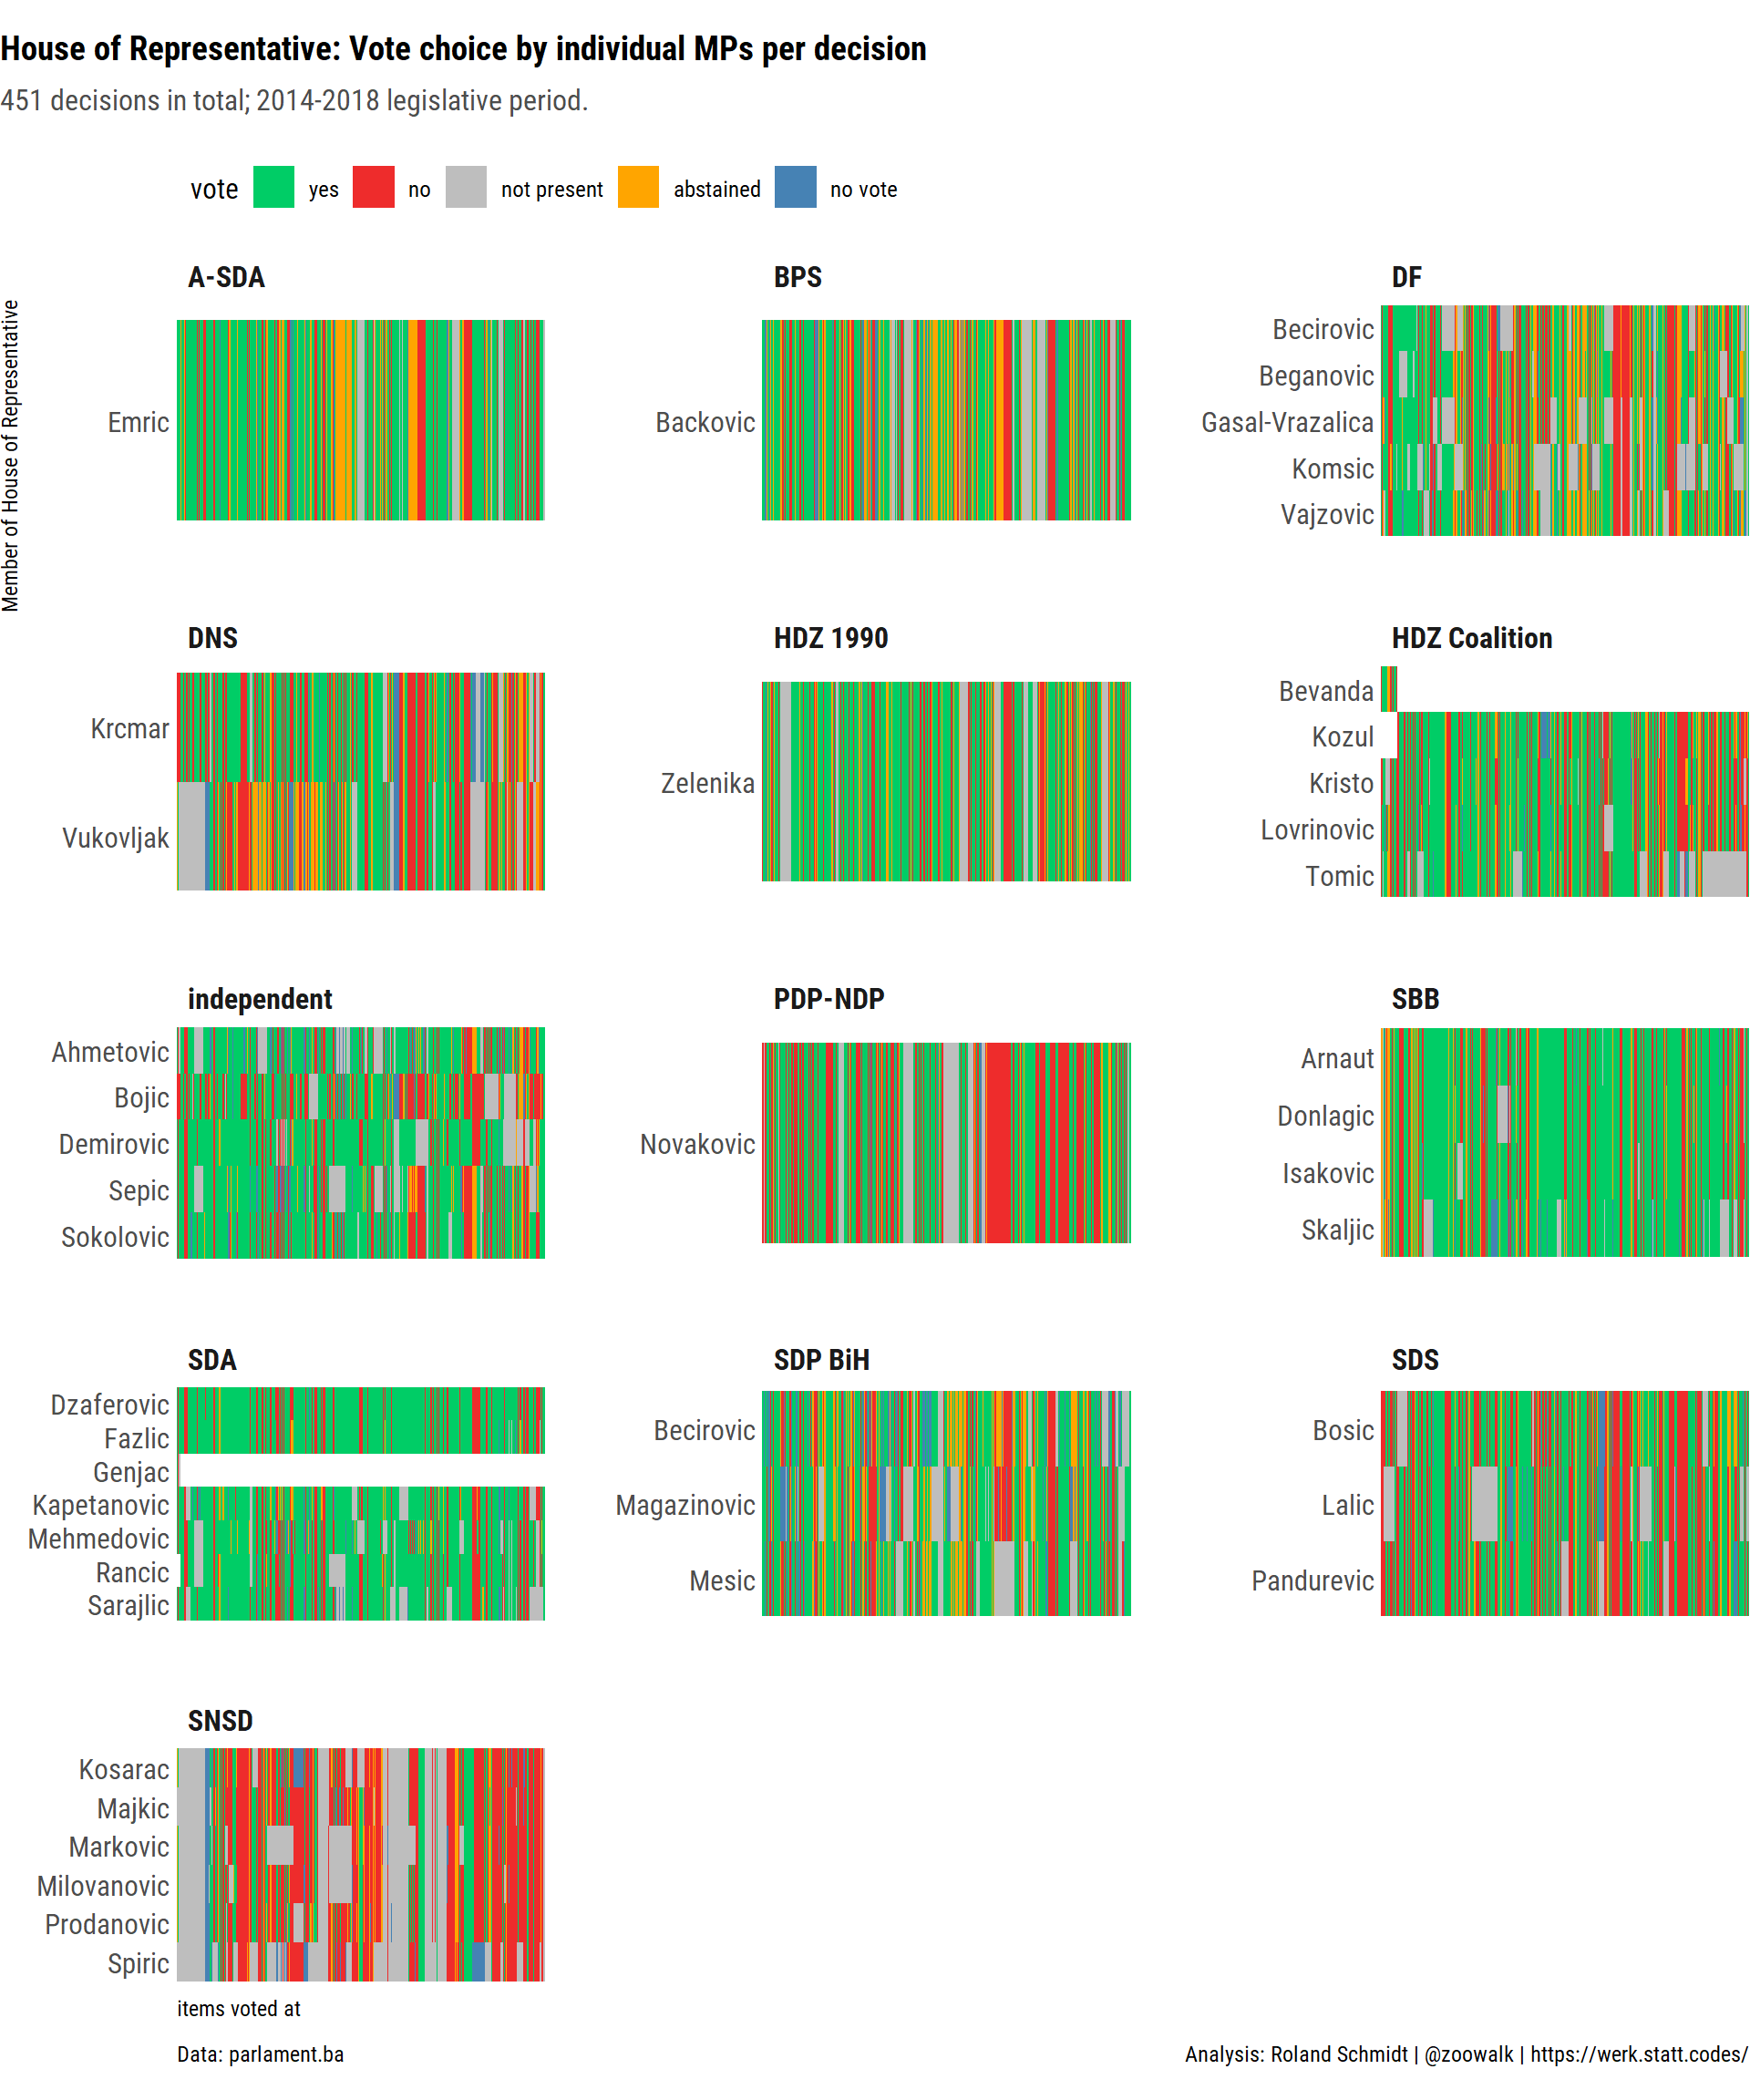 House of Representative: Vote choice by individual MPs per decision
451 decisions in total; 2014-2018 legislative period.
vote yes no not present abstained no vote
Member of House of Representative
A-SDA
Emric
BPS
Backovic
DF
Becirovic
Beganovic
Gasal-Vrazalica
Komsic
Vajzovic
DNS
Krcmar
Vukovljak
HDZ 1990
Zelenika
HDZ Coalition
Bevanda
Kozul
Kristo
Lovrinovic
Tomic
independent
Ahmetovic
Bojic
Demirovic
Sepic
Sokolovic
PDP-NDP
Novakovic
SBB
Arnaut
Donlagic
Isakovic
Skaljic
SDA
Dzaferovic
Fazlic
Genjac
Kapetanovic
Mehmedovic
Rancic
Sarajlic
SDP BiH
Becirovic
Magazinovic
Mesic
SDS
Bosic
Lalic
Pandurevic
SNSD
Kosarac
Majkic
Markovic
Milovanovic
Prodanovic
Spiric
items voted at
Data: parlament.ba
Analysis: Roland Schmidt | @zoowalk | https://werk.statt.codes/